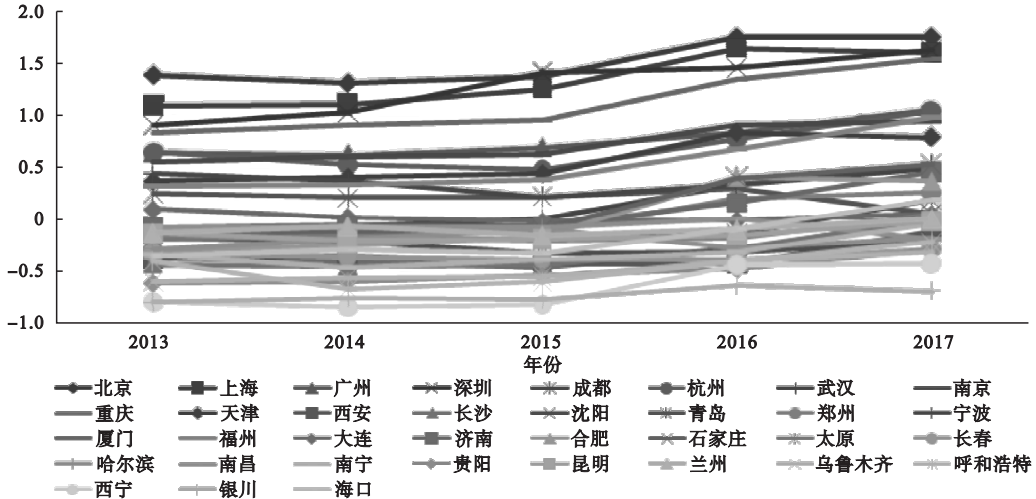 2.0
1.5
1.0
0.5
0
−0.5
−1.0
2013 2014 2015 2016 2017
年份
北京 上海 广州 深圳 成都 杭州 武汉 南京
重庆 天津 西安 长沙 沈阳 青岛 郑州 宁波
厦门 福州 大连 济南 合肥 石家庄 太原 长春
哈尔滨 南昌 南宁 贵阳 昆明 兰州 乌鲁木齐 呼和浩特
西宁 银川 海口